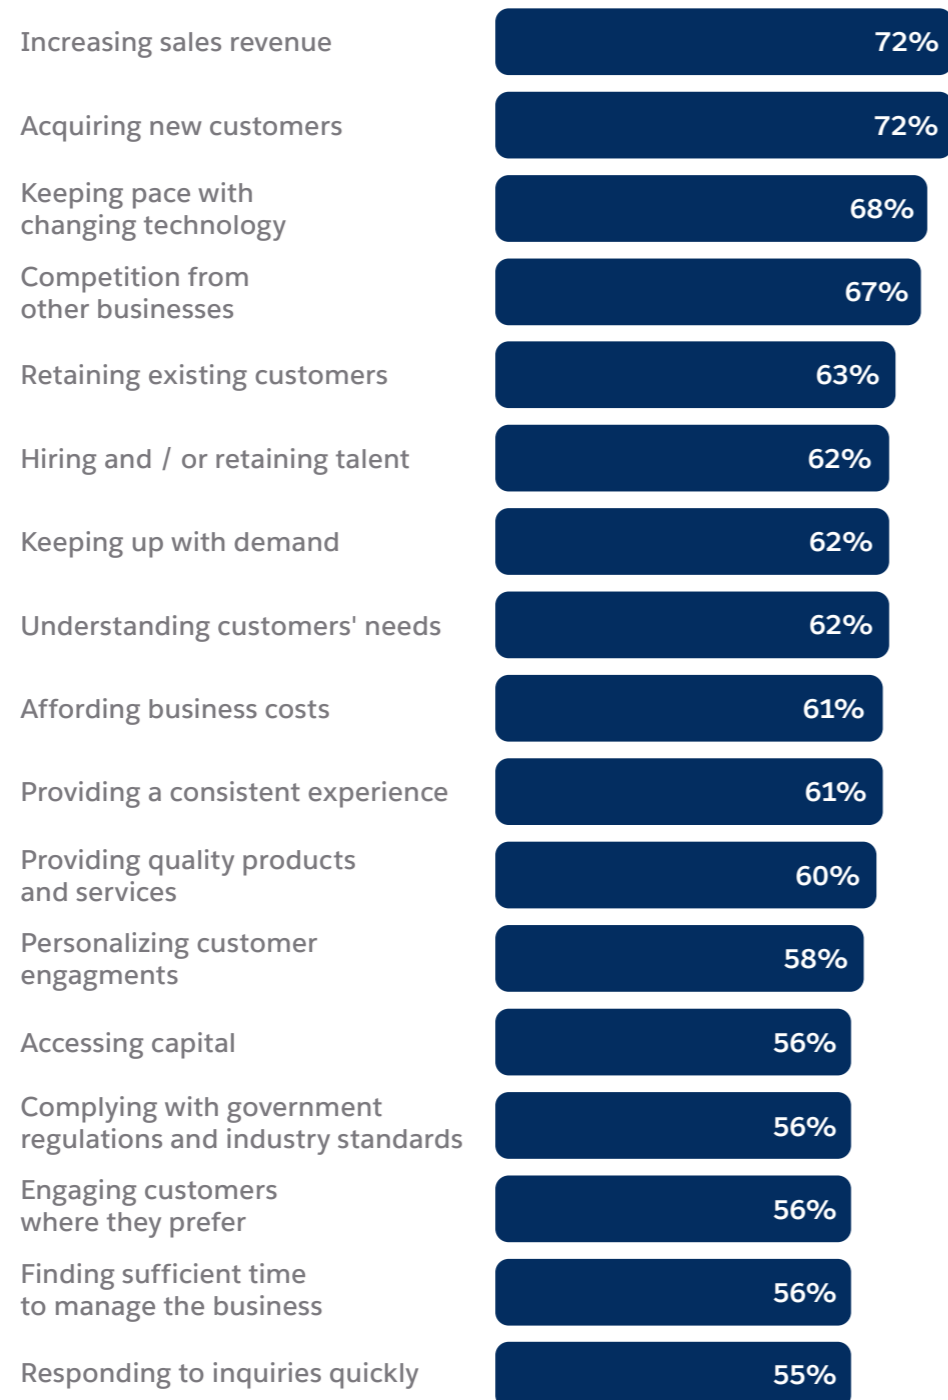 Increasing sales revenue 72%
Acquiring new customers 72%
Keeping pace with
changing technology 68%
Competition from
other businesses 67%
Retaining existing customers 63%
Hiring and / or retaining talent 62%
Keeping up with demand 62%
Understanding customers' needs 62%
Affording business costs 61%
Providing a consistent experience 61%
Providing quality products
and services 60%
Personalizing customer
engagments 58%
Accessing capital 56%
Complying with government
regulations and industry standards 56%
Engaging customers
where they prefer 56%
Finding sufficient time
to manage the business 56%
Responding to inquiries quickly 55%